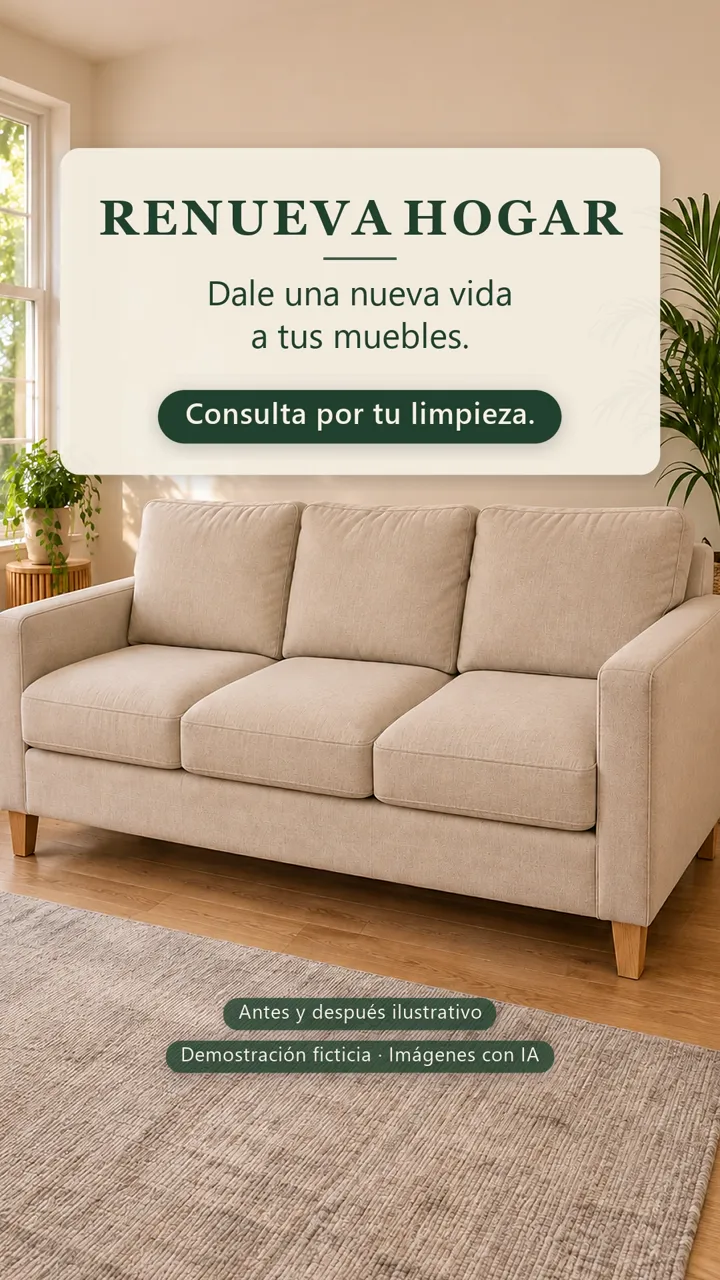 RENUEVA HOGAR
Dale una nueva vida
a tus muebles.
Consulta por tu limpieza.
Antes y después ilustrativo
Demostración ficticia · Imágenes con IA